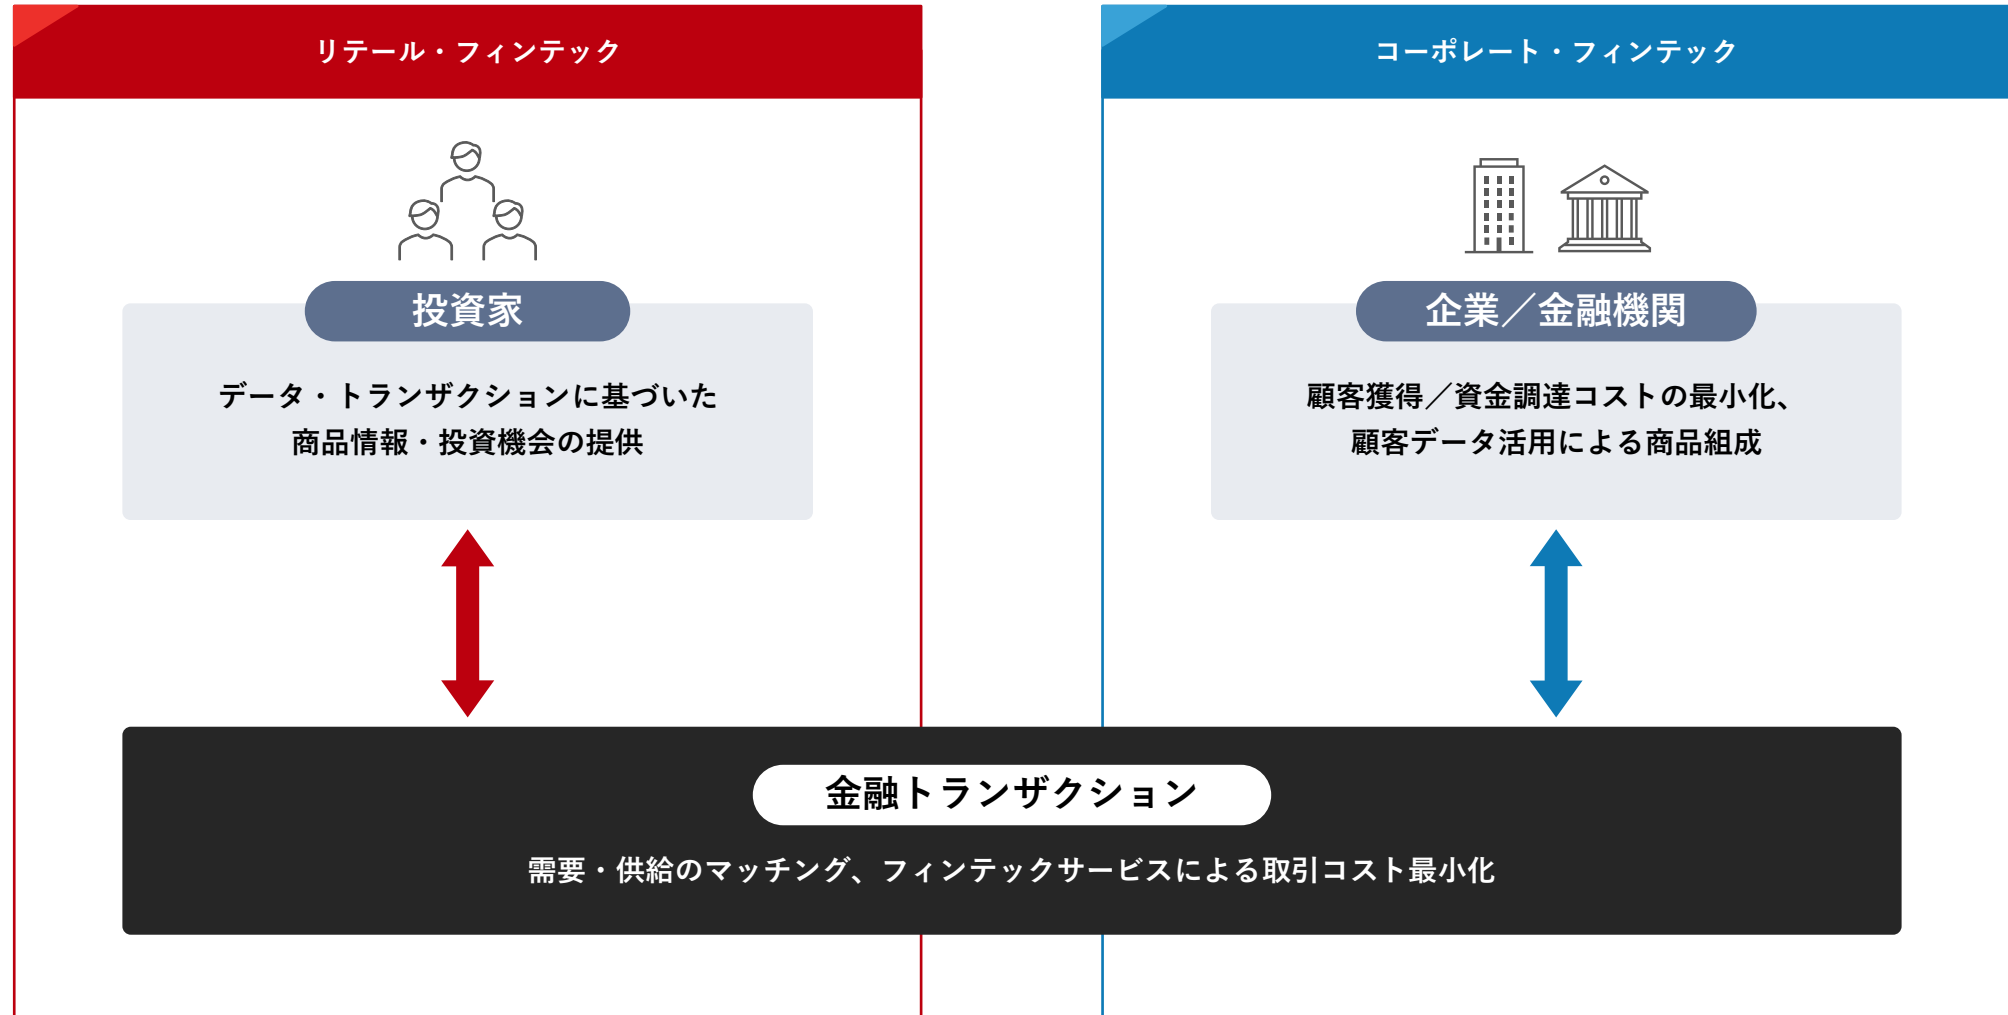 リテール・フィンテック
投資家
データ・トランザクションに基づいた
商品情報・投資機会の提供
コーポレート・フィンテック
企業／金融機関
顧客獲得／資金調達コストの最小化、
顧客データ活用による商品組成
金融トランザクション
需要・供給のマッチング、フィンテックサービスによる取引コスト最小化